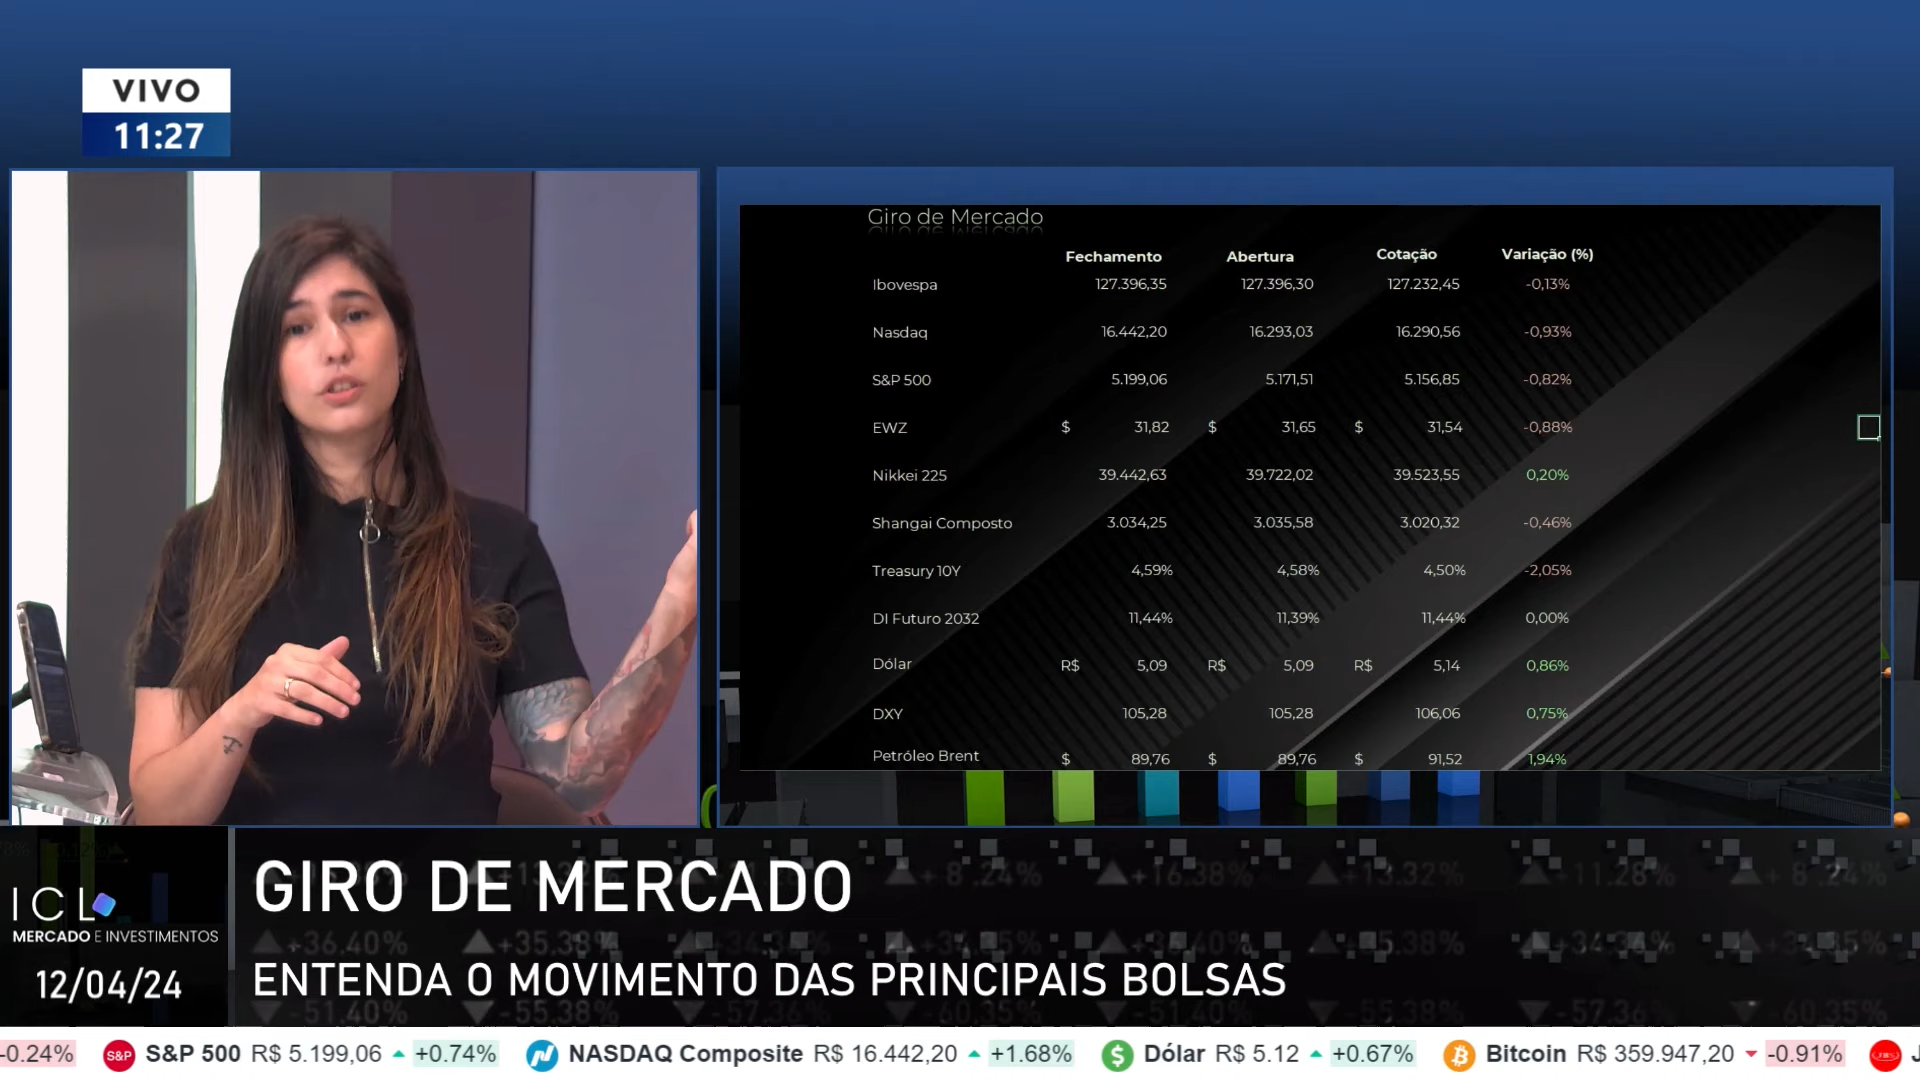 VIVO
11:27
Giro de Mercado
Fechamento Abertura Cotação Variação (%)
Ibovespa 127.396,35 127.396,30 127.232,45 -0,13%
Nasdaq 16.442,20 16.293,03 16.290,56 -0,93%
S&P 500 5.199,06 5.171,51 5.156,85 -0,82%
EWZ $ 31,82 $ 31,65 $ 31,54 -0,88%
Nikkei 225 39.442,63 39.722,02 39.523,55 0,20%
Shangai Composto 3.034,25 3.035,58 3.020,32 -0,46%
Treasury 10Y 4,59% 4,58% 4,50% -2,05%
DI Futuro 2032 11,44% 11,39% 11,44% 0,00%
Dólar R$ 5,09 R$ 5,09 R$ 5,14 0,86%
DXY 105,28 105,28 106,06 0,75%
Petróleo Brent $ 89,76 $ 89,76 $ 91,52 1,94%
ICL
MERCADO E INVESTIMENTOS
12/04/24
GIRO DE MERCADO
ENTENDA O MOVIMENTO DAS PRINCIPAIS BOLSAS
-0.24% S&P S&P 500 R$ 5.199,06 +0.74% NASDAQ Composite R$ 16.442,20 +1.68% $ Dólar R$ 5.12 +0.67% Bitcoin R$ 359.947,20 -0.91% JBS